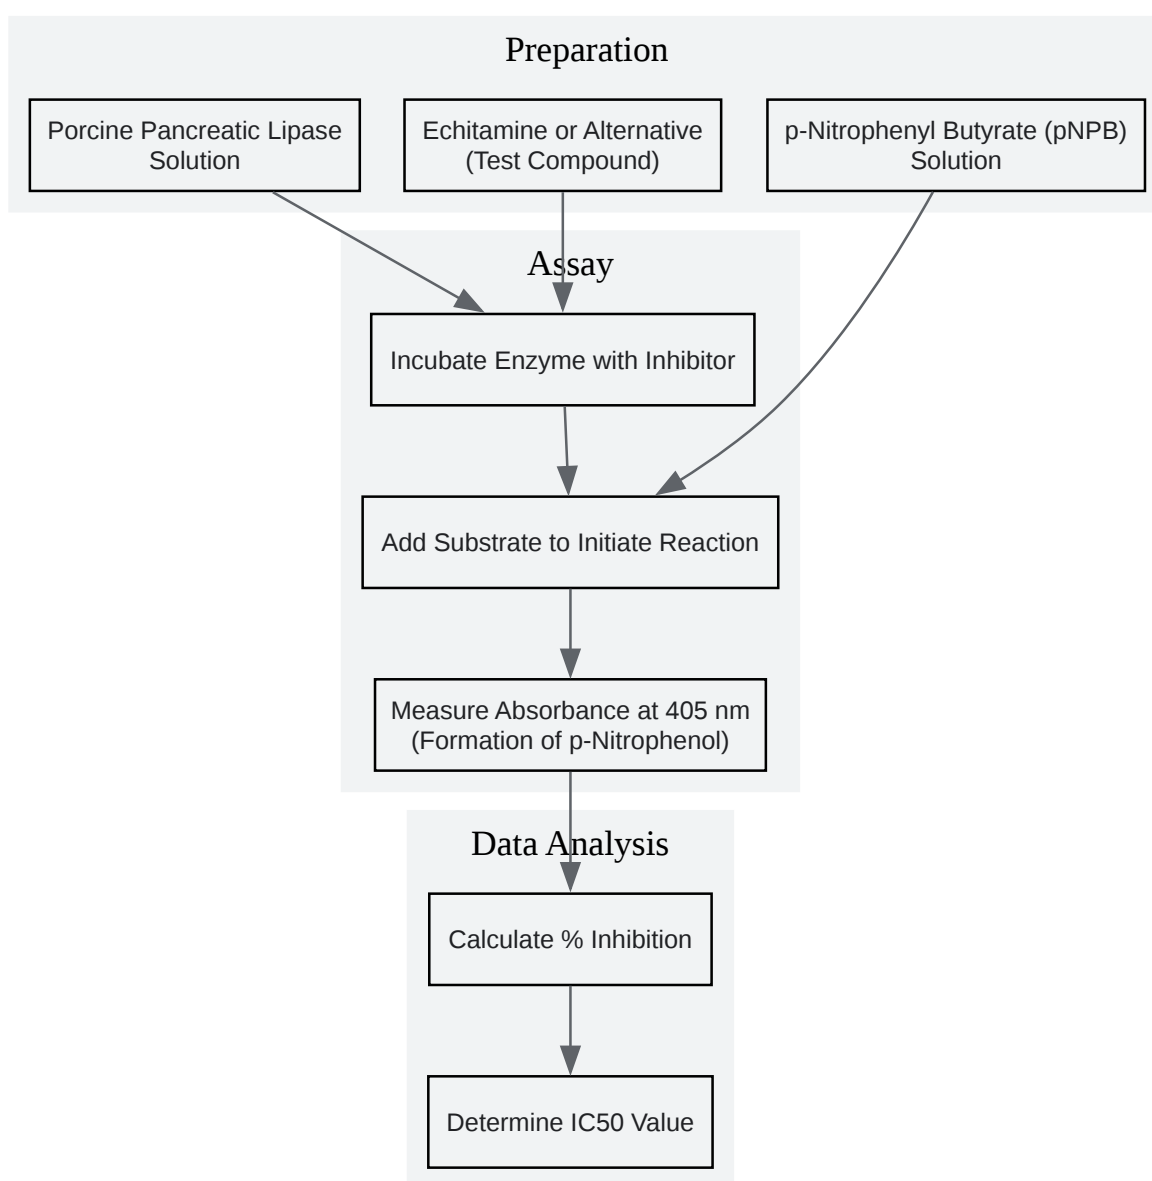 Preparation
Porcine Pancreatic Lipase
Solution
Echitamine or Alternative
(Test Compound)
p-Nitrophenyl Butyrate (pNPB)
Solution
Assay
Incubate Enzyme with Inhibitor
Add Substrate to Initiate Reaction
Measure Absorbance at 405 nm
(Formation of p-Nitrophenol)
Data Analysis
Calculate % Inhibition
Determine IC50 Value